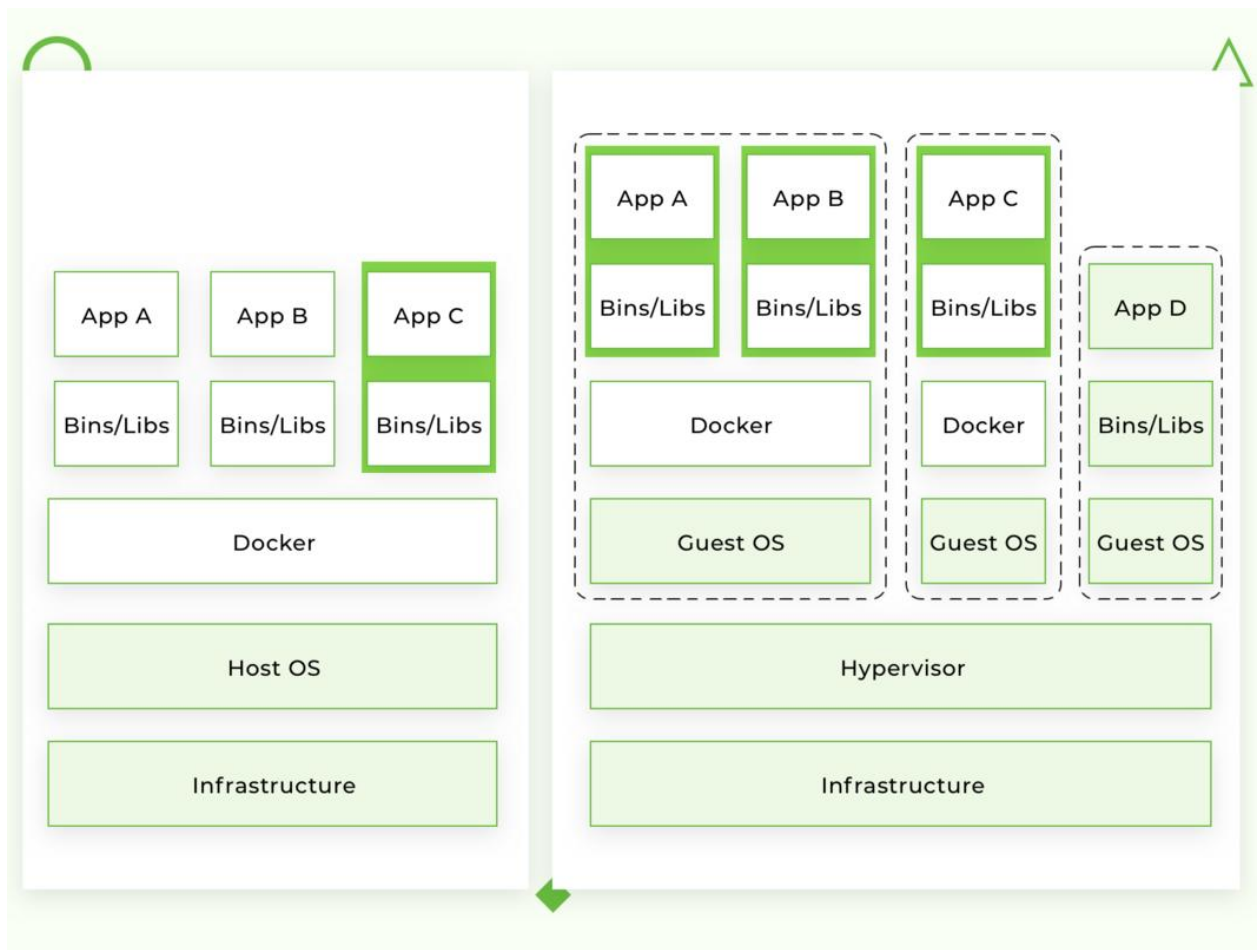 App A
App B
App C
Bins/Libs
Bins/Libs
Bins/Libs
Docker
Host OS
Infrastructure
App A
App B
App C
Bins/Libs
Bins/Libs
Bins/Libs
App D
Docker
Docker
Bins/Libs
Guest OS
Guest OS
Guest OS
Hypervisor
Infrastructure